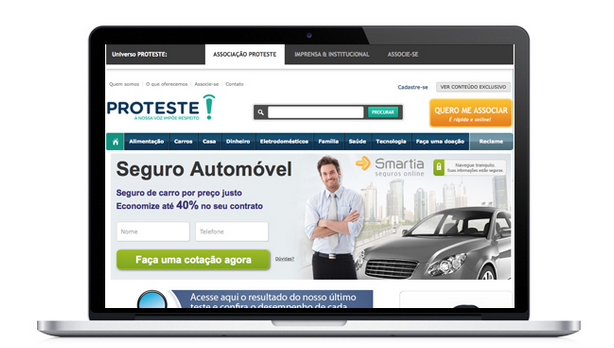 Universo PROTESTE:
ASSOCIAÇÃO PROTESTE
IMPRENSA & INSTITUCIONAL
ASSOCIE-SE
Quem somos | O que oferecemos | Associe-se | Contato
Cadastre-se
VER CONTEÚDO EXCLUSIVO
PROTESTE!
A NOSSA VOZ IMPÕE RESPEITO
PROCURAR
QUERO ME ASSOCIAR
É rápido e online!
Alimentação Carros Casa Dinheiro Eletrodomésticos Família Saúde Tecnologia Faça uma doação Reclame
Seguro Automóvel
Smartia
seguros online
Navegue tranquilo.
Suas informações estão seguras.
Seguro de carro por preço justo
Economize até 40% no seu contrato
Nome
Telefone
Faça uma cotação agora
Dúvidas?
Acesse aqui o resultado do nosso último
teste e confira o desempenho de cada